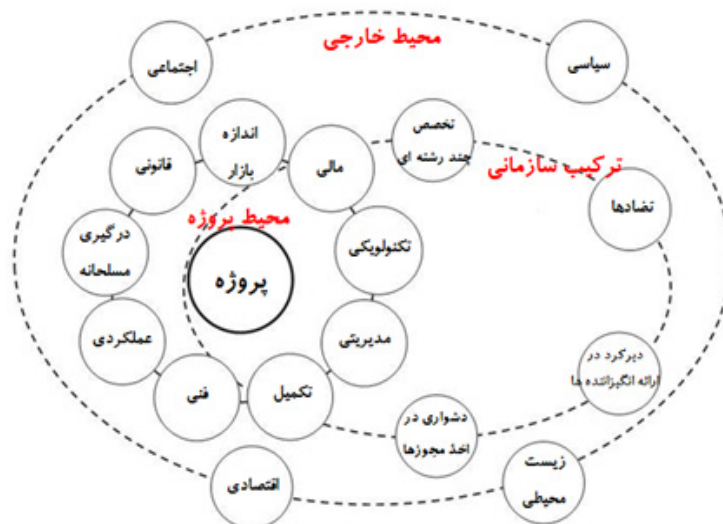 محیط خارجی
اجتماعی
سیاسی
تخصص
چند رشته ای
ترکیب سازمانی
تضادها
اندازه
بازار
مالی
قانونی
محیط پروژه
درگیری
مسلحانه
پروژه
تکنولویکی
عملکردی
مدیریتی
فنی
تکمیل
دیرکرد در
ارائه انگیزاننده ها
دشواری در
اخذ مجوزها
زیست
محیطی
اقتصادی